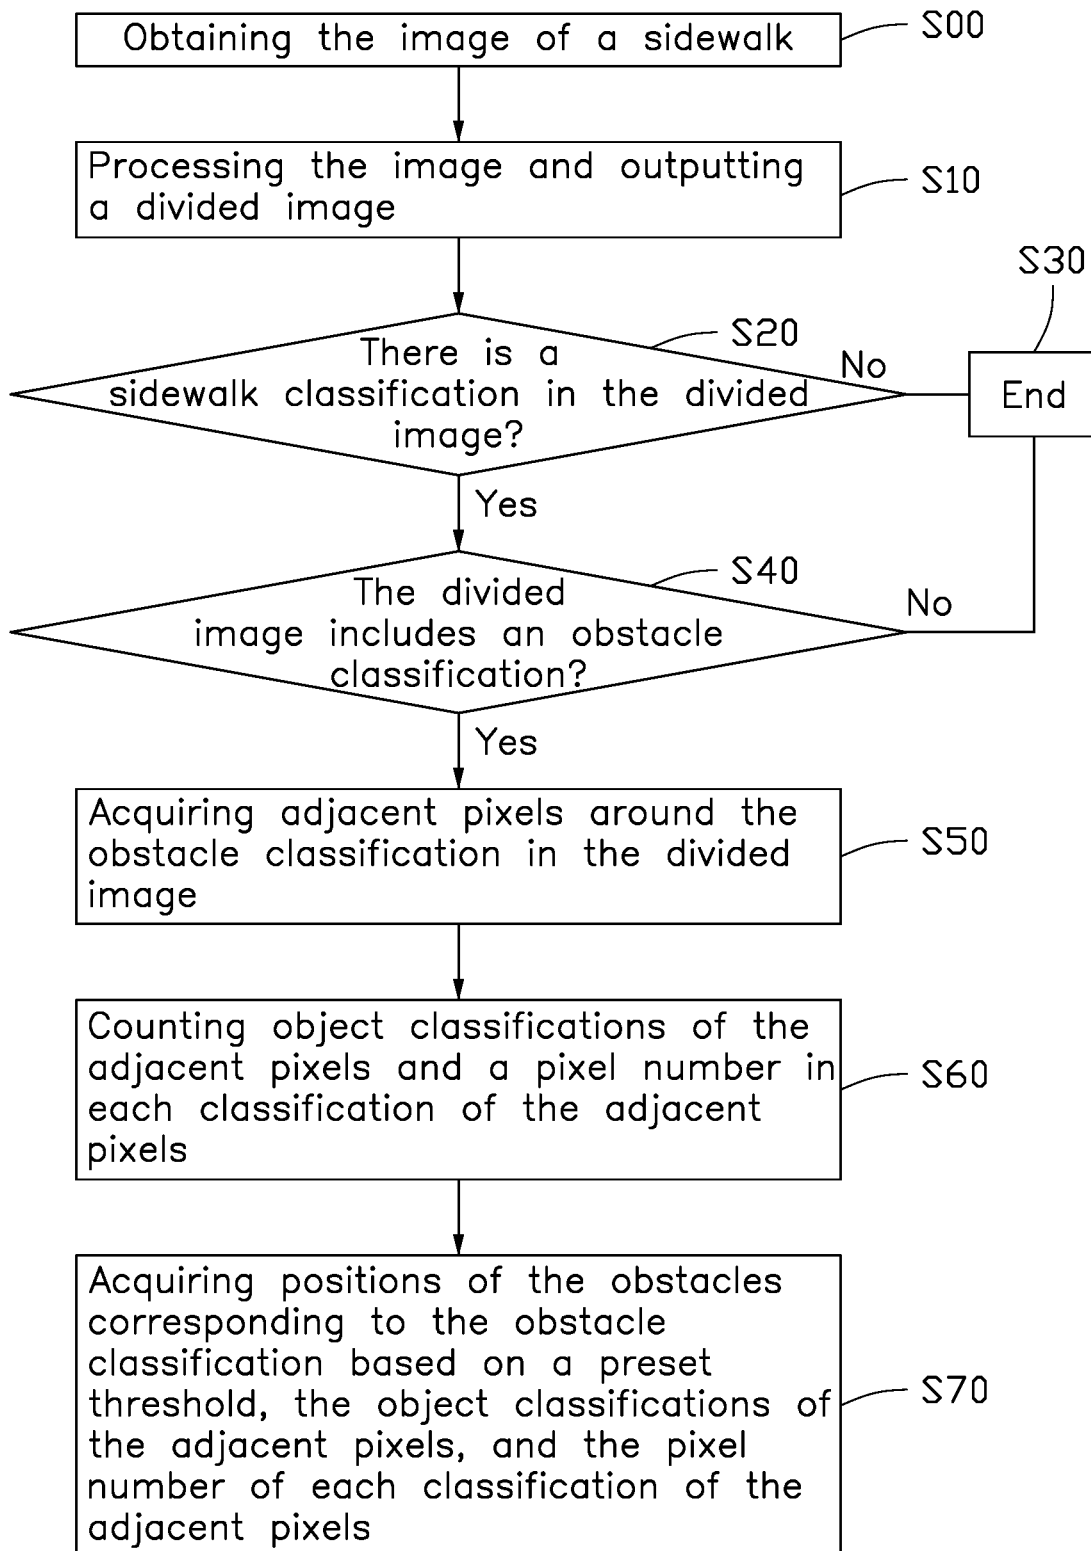 Obtaining the image of a sidewalk
S00
Processing the image and outputting
a divided image
S10
S30
There is a
sidewalk classification in the divided
image?
S20
No
End
Yes
The divided
image includes an obstacle
classification?
S40
No
Yes
Acquiring adjacent pixels around the
obstacle classification in the divided
image
S50
Counting object classifications of the
adjacent pixels and a pixel number in
each classification of the adjacent
pixels
S60
Acquiring positions of the obstacles
corresponding to the obstacle
classification based on a preset
threshold, the object classifications of
the adjacent pixels, and the pixel
number of each classification of the
adjacent pixels
S70